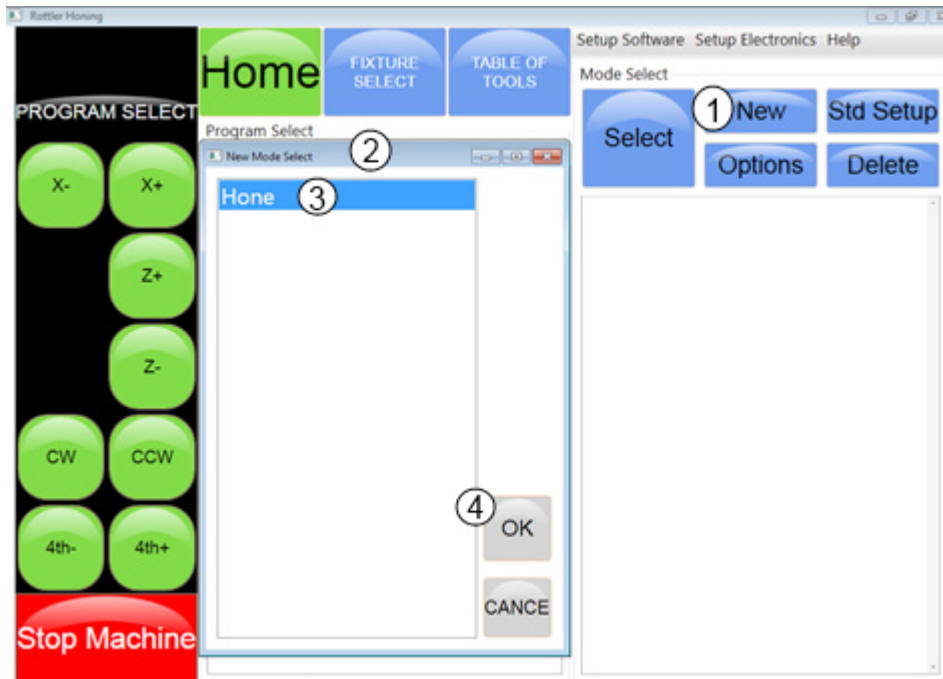 Rottler Honing
Setup Software Setup Electronics Help
Home
FIXTURE
SELECT
TABLE OF
TOOLS
Mode Select
PROGRAM SELECT
Program Select
Select
1
New
Std Setup
Options
Delete
New Mode Select
2
Hone
3
X-
X+
Z+
Z-
CW
CCW
4th-
4th+
4
OK
CANCE
Stop Machine